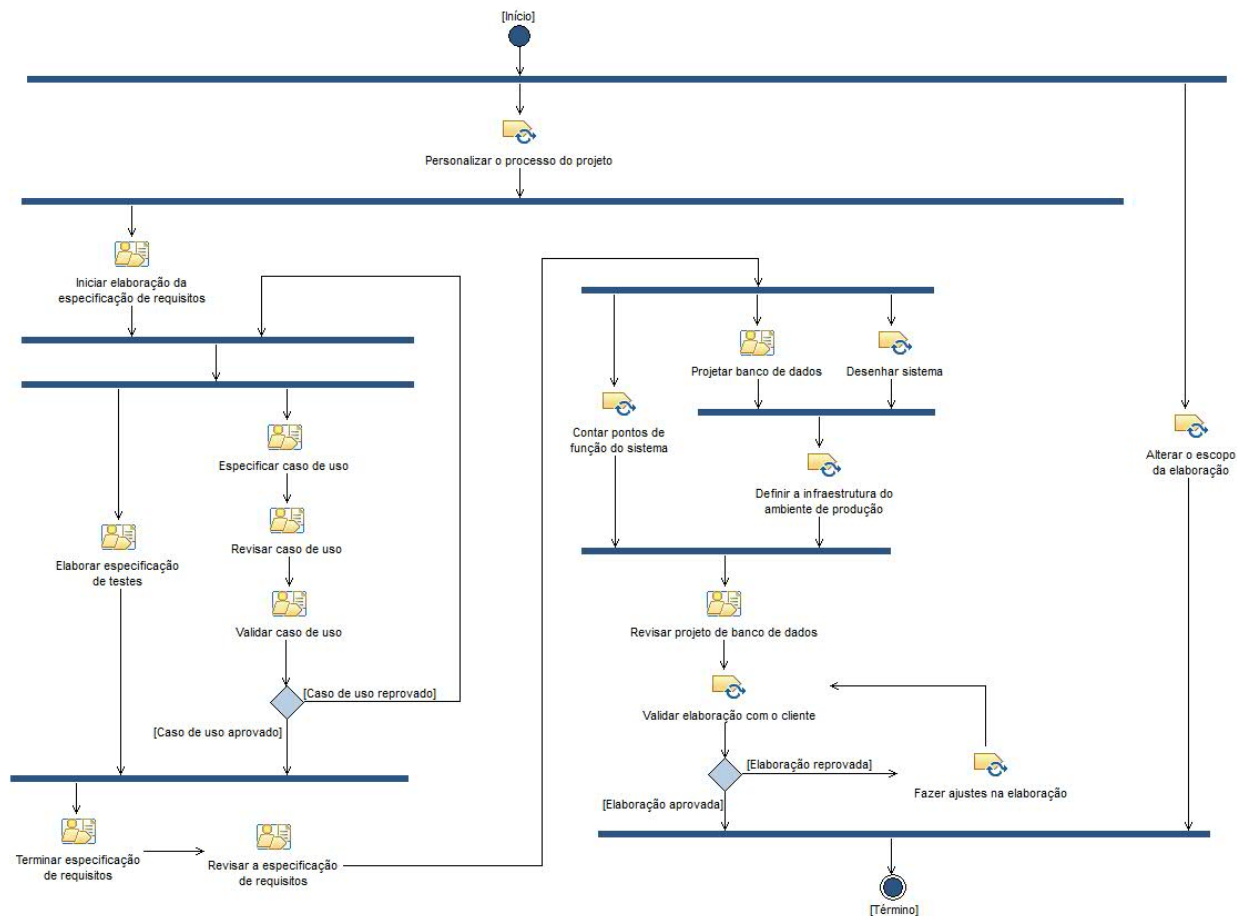 [Início]
Personalizar o processo do projeto
Iniciar elaboração da
especificação de requisitos
Especificar caso de uso
Revisar caso de uso
Elaborar especificação
de testes
Validar caso de uso
[Caso de uso reprovado]
[Caso de uso aprovado]
Terminar especificação
de requisitos
Revisar a especificação
de requisitos
Projetar banco de dados
Desenhar sistema
Contar pontos de
função do sistema
Definir a infraestrutura do
ambiente de produção
Revisar projeto de banco de dados
Validar elaboração com o cliente
[Elaboração reprovada]
Fazer ajustes na elaboração
[Elaboração aprovada]
Alterar o escopo
da elaboração
[Término]